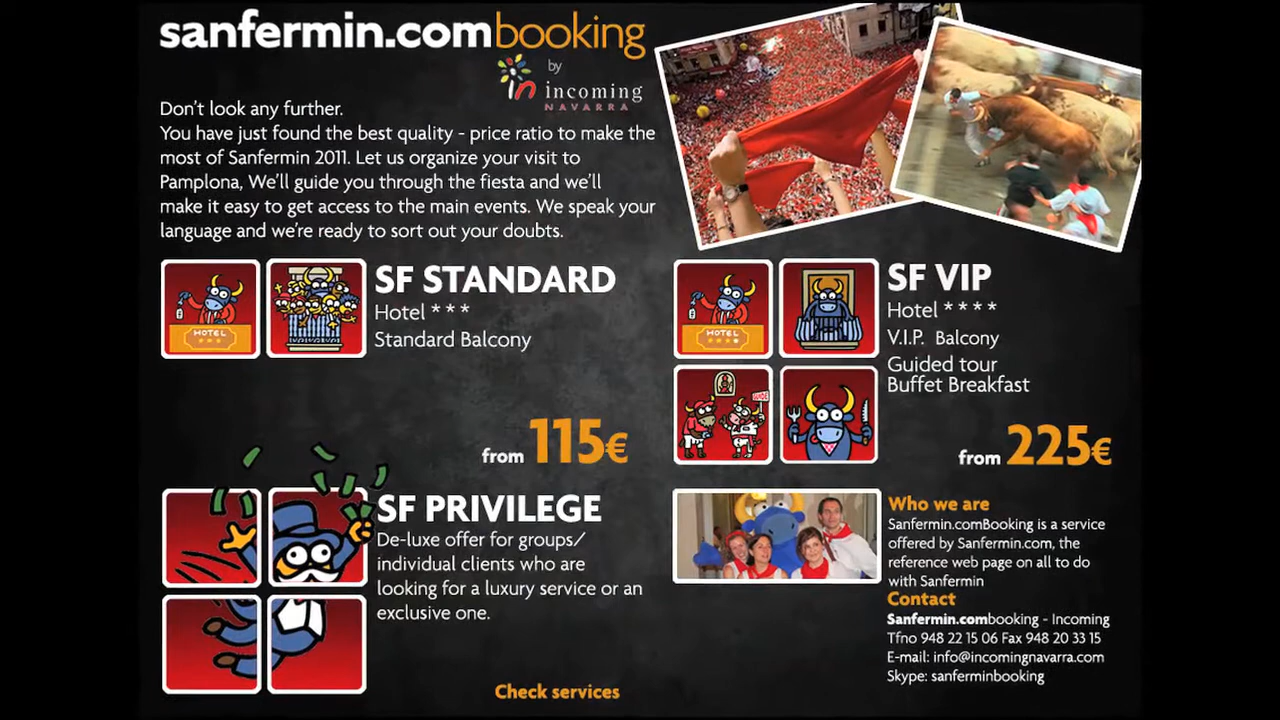 sanfermin.combooking
by
incoming
NAVARRA
Don't look any further.
You have just found the best quality - price ratio to make the
most of Sanfermin 2011. Let us organize your visit to
Pamplona, We'll guide you through the fiesta and we'll
make it easy to get access to the main events. We speak your
language and we're ready to sort out your doubts.
HOTEL
***
SF STANDARD
Hotel ***
Standard Balcony
from 115€
HOTEL
****
GUIDE
SF VIP
Hotel ****
V.I.P. Balcony
Guided tour
Buffet Breakfast
from 225€
SF PRIVILEGE
De-luxe offer for groups/
individual clients who are
looking for a luxury service or an
exclusive one.
Check services
Who we are
Sanfermin.comBooking is a service
offered by Sanfermin.com, the
reference web page on all to do
with Sanfermin
Contact
Sanfermin.combooking - Incoming
Tfno 948 22 15 06 Fax 948 20 33 15
E-mail: info@incomingnavarra.com
Skype: sanferminbooking